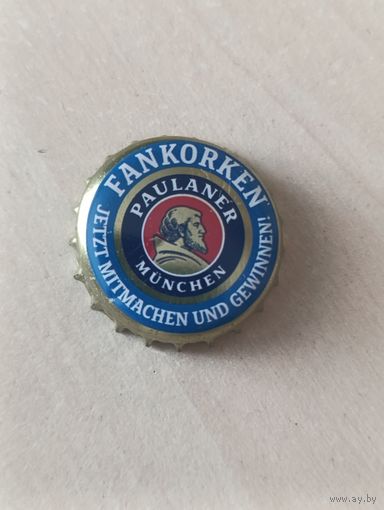 FANKORKEN
PAULANER
MÜNCHEN
JETZT MITMACHEN UND GEWINNEN!
www.ay.by